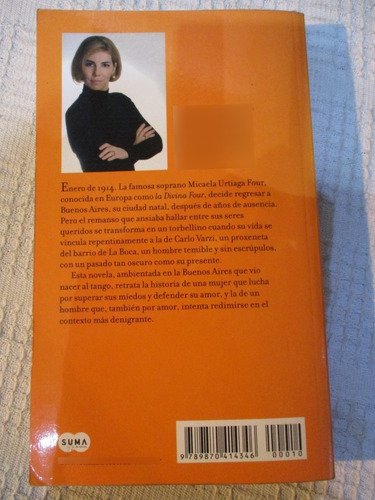 Enero de 1914. La famosa soprano Micaela Urtiaga Four,
conocida en Europa como la Divina Four, decide regresar a
Buenos Aires, su ciudad natal, después de años de ausencia.
Pero el remanso que ansiaba hallar entre sus seres
queridos se transforma en un torbellino cuando su vida se
vincula repentinamente a la de Carlo Varzi, un proxeneta
del barrio de La Boca, un hombre temible y sin escrúpulos,
con un pasado tan oscuro como su presente.
Esta novela, ambientada en la Buenos Aires que vio
nacer al tango, retrata la historia de una mujer que lucha
por superar sus miedos y defender su amor, y la de un
hombre que, también por amor, intenta redimirse en el
contexto más denigrante.
SUMA
9 789870 414346
00010